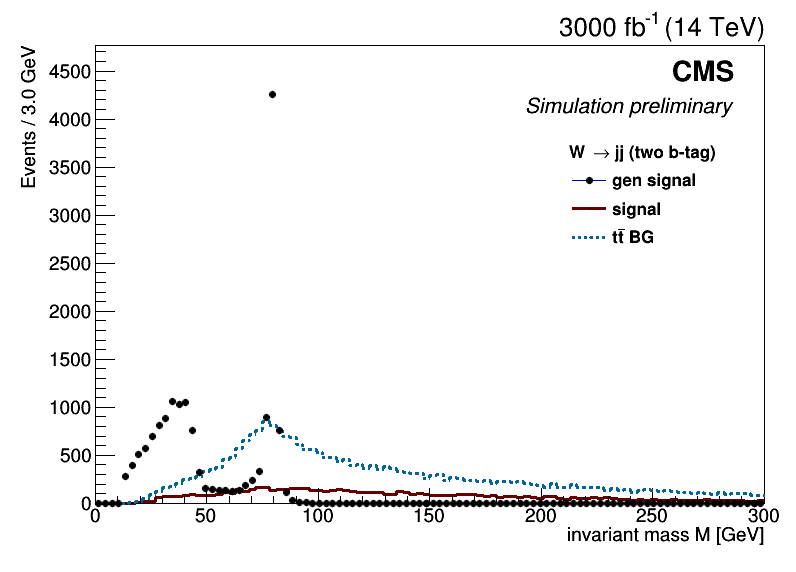 3000 fb⁻¹ (14 TeV)
Events / 3.0 GeV
CMS
Simulation preliminary
W → jj (two b-tag)
gen signal
signal
tt̄ BG
4500
4000
3500
3000
2500
2000
1500
1000
500
0
0 50 100 150 200 250 300
invariant mass M [GeV]